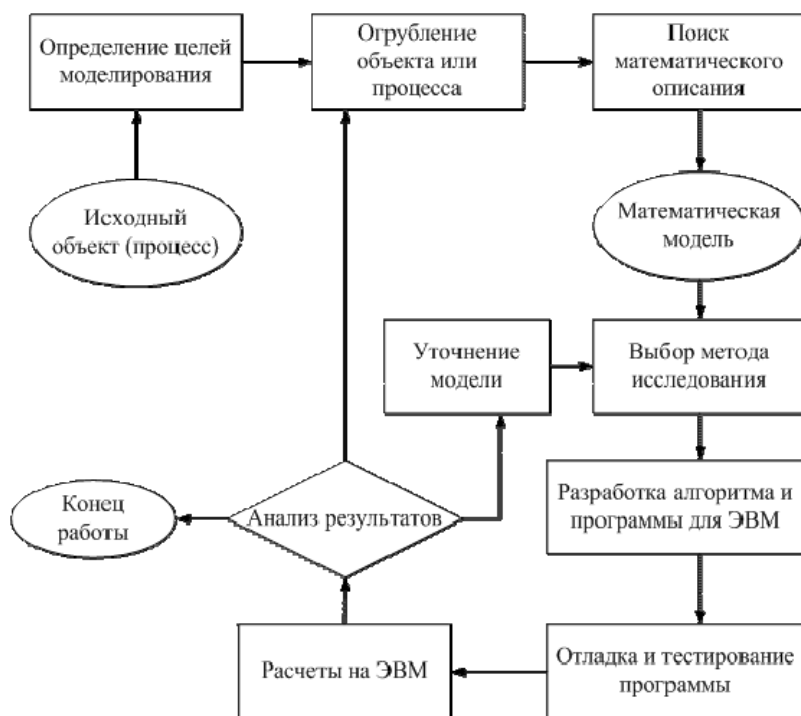 Определение целей
моделирования
Огрубление
объекта или
процесса
Поиск
математического
описания
Исходный
объект (процесс)
Математическая
модель
Уточнение
модели
Выбор метода
исследования
Конец
работы
Анализ результатов
Разработка алгоритма и
программы для ЭВМ
Расчеты на ЭВМ
Отладка и тестирование
программы